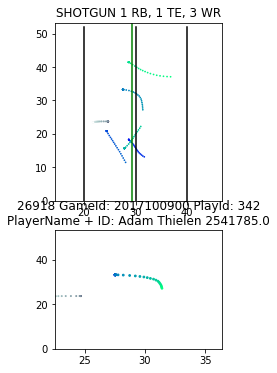 SHOTGUN 1 RB, 1 TE, 3 WR
50
40
30
20
10
0
20 30 40
26918 GameId: 2017100900 PlayId: 342
PlayerName + ID: Adam Thielen 2541785.0
40
20
0
25 30 35